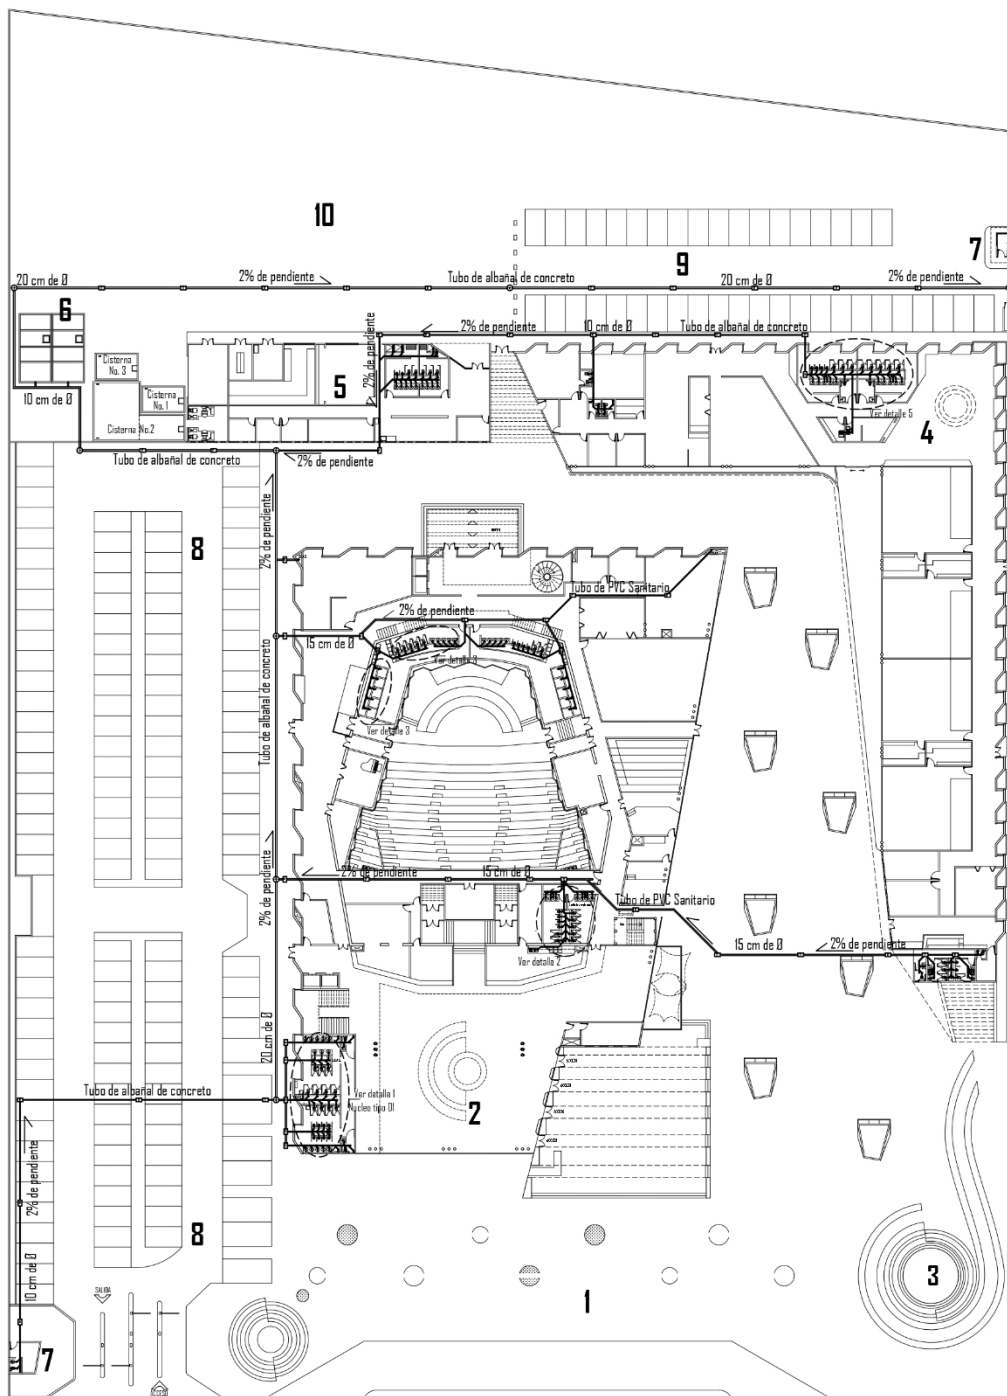 10
9
7
20 cm de Ø
2% de pendiente
Tubo de albañal de concreto
20 cm de Ø
2% de pendiente
6
2% de pendiente
2% de pendiente
10 cm de Ø
Tubo de albañal de concreto
Cisterna
No. 3
5
Cisterna
No. 1
10 cm de Ø
Cisterna No.2
Ver detalle 5
4
Tubo de albañal de concreto
2% de pendiente
2% de pendiente
8
Tubo de PVC Sanitario
2% de pendiente
15 cm de Ø
Ver detalle 3
Tubo de albañal de concreto
Ver detalle 3
2% de pendiente
2% de pendiente
15 cm de Ø
Tubo de PVC Sanitario
15 cm de Ø
2% de pendiente
Ver detalla 2
20 cm de Ø
Tubo de albañal de concreto
Ver detalla 1
Nucleo tipo 01
2
2% de pendiente
8
10 cm de Ø
SALIDA
3
1
7